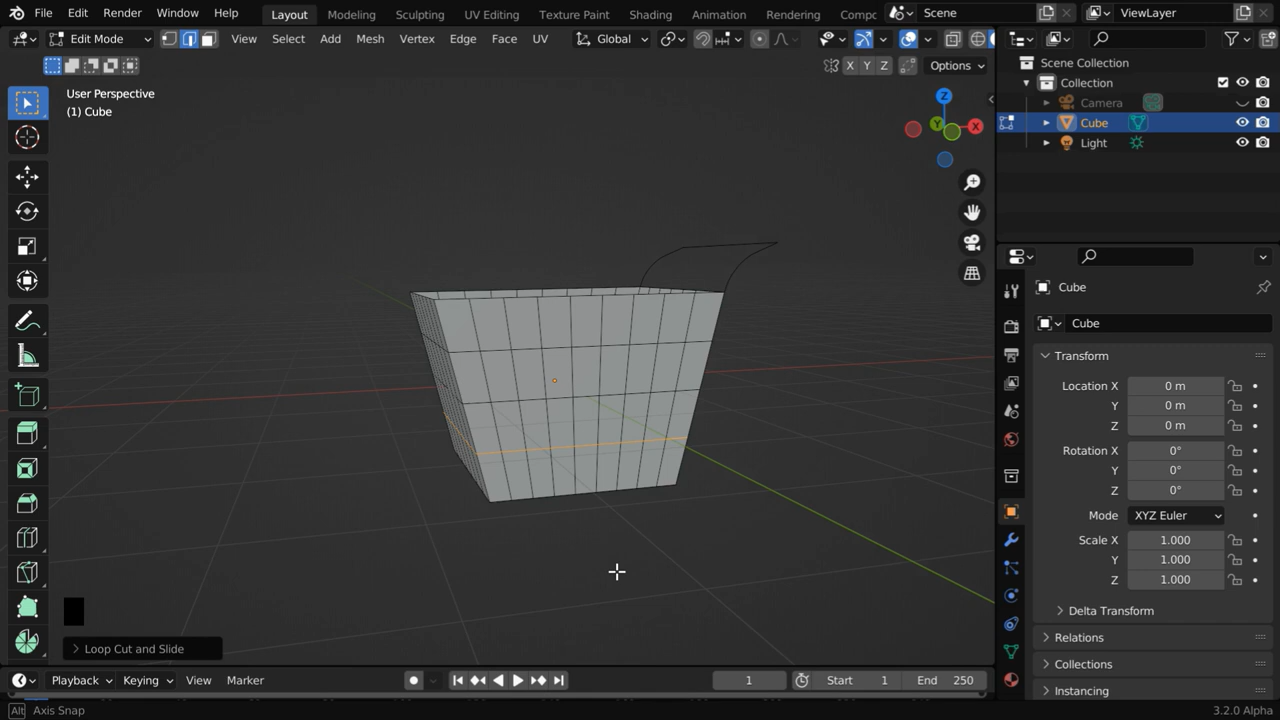 File Edit Render Window Help Layout Modeling Sculpting UV Editing Texture Paint Shading Animation Rendering Compc Scene ViewLayer
Edit Mode View Select Add Mesh Vertex Edge Face UV Global
X Y Z Options
User Perspective
(1) Cube
Z
Y
X
Scene Collection
Collection
Camera
Cube
Light
Cube
Cube
Transform
Location X 0 m
Y 0 m
Z 0 m
Rotation X 0°
Y 0°
Z 0°
Mode XYZ Euler
Scale X 1.000
Y 1.000
Z 1.000
Delta Transform
Relations
Collections
Instancing
Loop Cut and Slide
Playback Keying View Marker 1 Start 1 End 250
Alt Axis Snap 3.2.0 Alpha